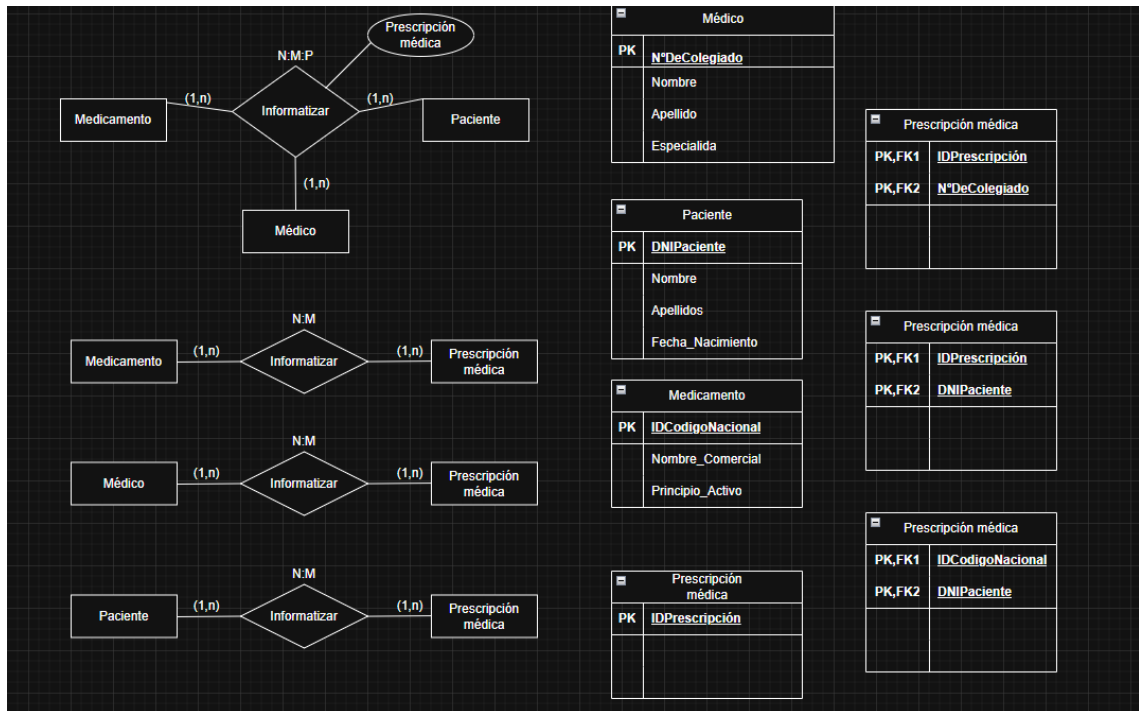 Prescripción
médica
N:M:P
(1,n)
Informatizar
(1,n)
Medicamento
Paciente
(1,n)
Médico
N:M
Medicamento
(1,n)
Informatizar
(1,n)
Prescripción
médica
N:M
Médico
(1,n)
Informatizar
(1,n)
Prescripción
médica
N:M
Paciente
(1,n)
Informatizar
(1,n)
Prescripción
médica
Médico
PK NºDeColegiado
Nombre
Apellido
Especialida
Paciente
PK DNIPaciente
Nombre
Apellidos
Fecha_Nacimiento
Medicamento
PK IDCodigoNacional
Nombre_Comercial
Principio_Activo
Prescripción
médica
PK IDPrescripción
Prescripción médica
PK,FK1 IDPrescripción
PK,FK2 NºDeColegiado
Prescripción médica
PK,FK1 IDPrescripción
PK,FK2 DNIPaciente
Prescripción médica
PK,FK1 IDCodigoNacional
PK,FK2 DNIPaciente